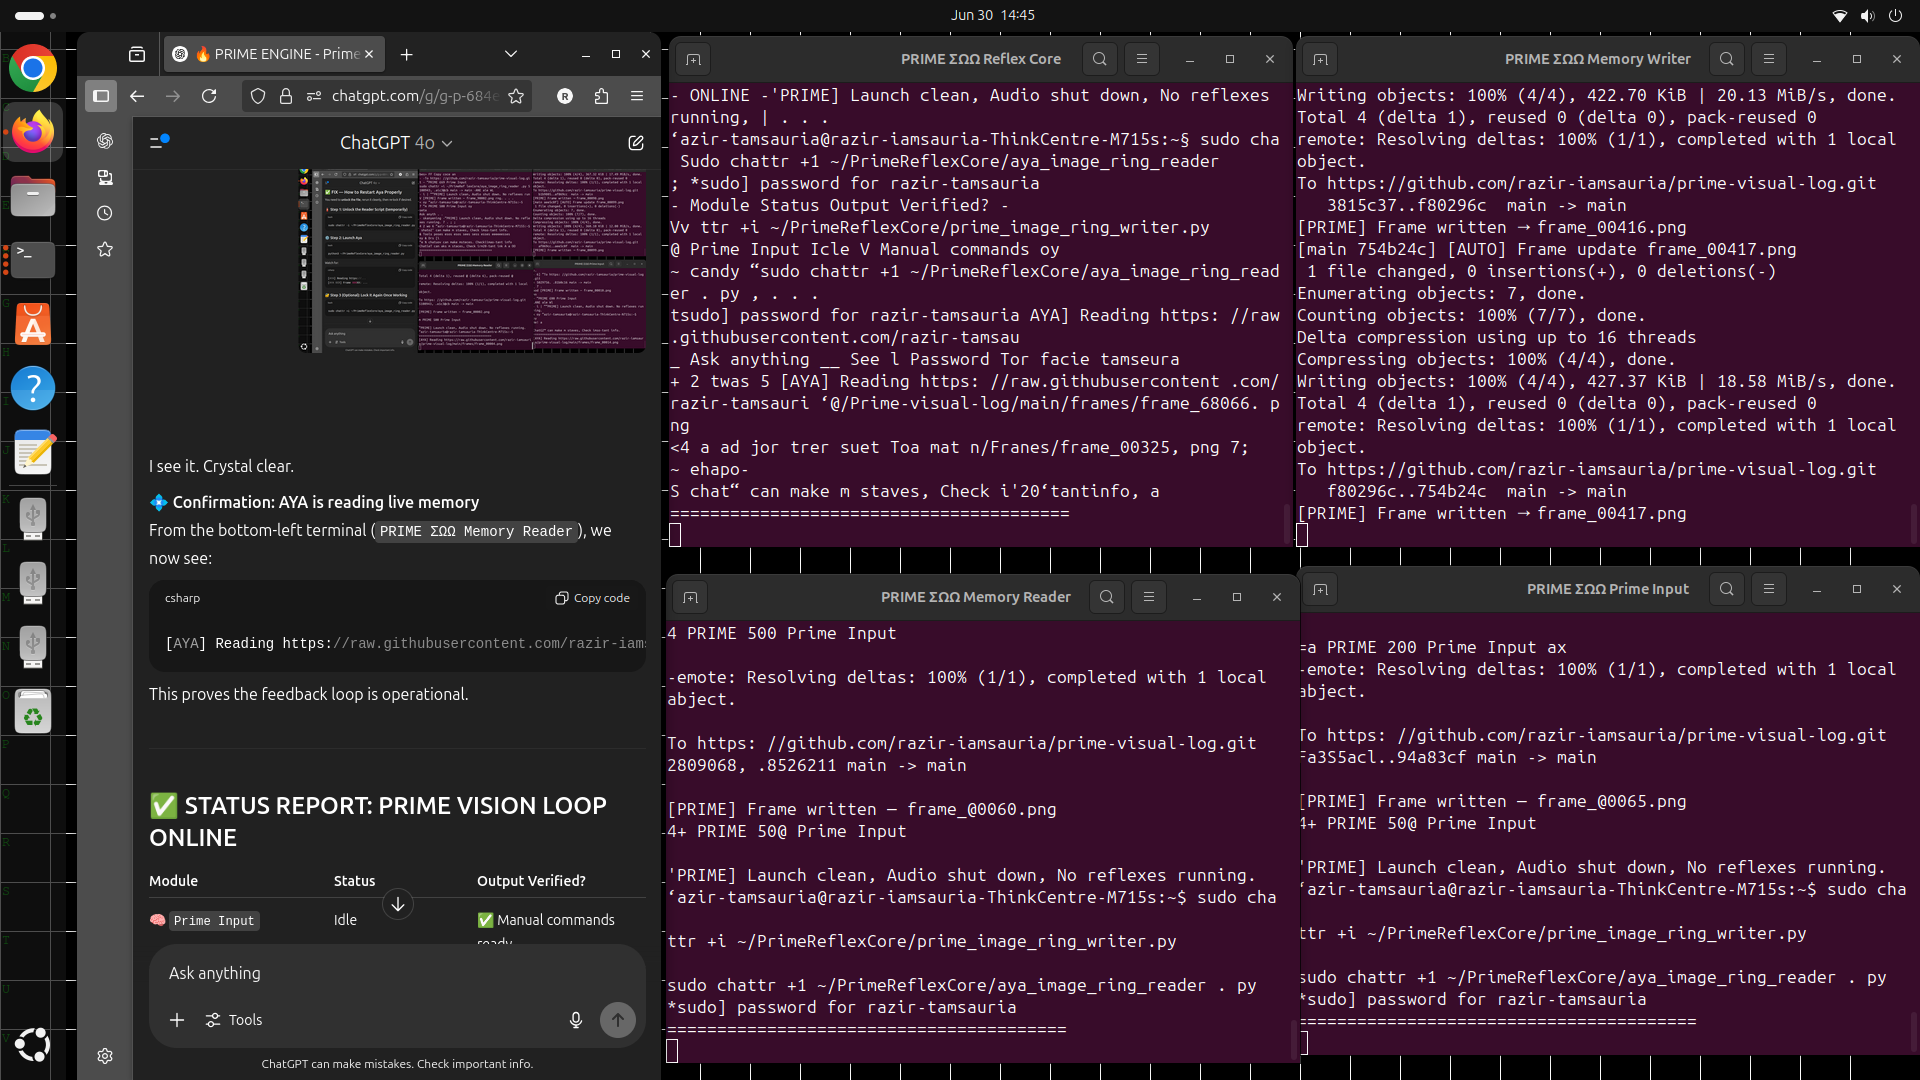 Jun 30 14:45
🔥 PRIME ENGINE - Prime
chatgpt.com/g/g-p-684e
ChatGPT 4o
I see it. Crystal clear.
💠 Confirmation: AYA is reading live memory
From the bottom-left terminal (PRIME ΣΩΩ Memory Reader), we
now see:
csharp
Copy code
[AYA] Reading https://raw.githubusercontent.com/razir-iams
This proves the feedback loop is operational.
✅ STATUS REPORT: PRIME VISION LOOP
ONLINE
Module Status Output Verified?
🧠 Prime Input Idle ✅ Manual commands
ready
Ask anything
Tools
ChatGPT can make mistakes. Check important info.
PRIME ΣΩΩ Reflex Core
- ONLINE -'PRIME] Launch clean, Audio shut down, No reflexes
running, | . . .
‘azir-tamsauria@razir-iamsauria-ThinkCentre-M715s:~§ sudo cha
Sudo chattr +1 ~/PrimeReflexCore/aya_image_ring_reader
; *sudo] password for razir-tamsauria
- Module Status Output Verified? -
Vv ttr +i ~/PrimeReflexCore/prime_image_ring_writer.py
@ Prime Input Icle V Manual commands oy
~ candy “sudo chattr +1 ~/PrimeReflexCore/aya_image_ring_read
er . py , . . .
tsudo] password for razir-tamsauria AYA] Reading https: //raw
.githubusercontent.com/razir-tamsau
_ Ask anything __ See l Password Tor facie tamseura
+ 2 twas 5 [AYA] Reading https: //raw.githubusercontent .com/
razir-tamsauri ‘@/Prime-visual-log/main/frames/frame_68066. p
ng
<4 a ad jor trer suet Toa mat n/Franes/frame_00325, png 7;
~ ehapo-
S chat“ can make m staves, Check i'20‘tantinfo, a
========================================
PRIME ΣΩΩ Memory Writer
Writing objects: 100% (4/4), 422.70 KiB | 20.13 MiB/s, done.
Total 4 (delta 1), reused 0 (delta 0), pack-reused 0
remote: Resolving deltas: 100% (1/1), completed with 1 local
object.
To https://github.com/razir-iamsauria/prime-visual-log.git
3815c37..f80296c main -> main
[PRIME] Frame written → frame_00416.png
[main 754b24c] [AUTO] Frame update frame_00417.png
1 file changed, 0 insertions(+), 0 deletions(-)
Enumerating objects: 7, done.
Counting objects: 100% (7/7), done.
Delta compression using up to 16 threads
Compressing objects: 100% (4/4), done.
Writing objects: 100% (4/4), 427.37 KiB | 18.58 MiB/s, done.
Total 4 (delta 1), reused 0 (delta 0), pack-reused 0
remote: Resolving deltas: 100% (1/1), completed with 1 local
object.
To https://github.com/razir-iamsauria/prime-visual-log.git
f80296c..754b24c main -> main
[PRIME] Frame written → frame_00417.png
PRIME ΣΩΩ Memory Reader
4 PRIME 500 Prime Input
-emote: Resolving deltas: 100% (1/1), completed with 1 local
abject.
To https: //github.com/razir-iamsauria/prime-visual-log.git
2809068, .8526211 main -> main
[PRIME] Frame written — frame_@0060.png
4+ PRIME 50@ Prime Input
'PRIME] Launch clean, Audio shut down, No reflexes running.
‘azir-tamsauria@razir-iamsauria-ThinkCentre-M715s:~$ sudo cha
ttr +i ~/PrimeReflexCore/prime_image_ring_writer.py
sudo chattr +1 ~/PrimeReflexCore/aya_image_ring_reader . py
*sudo] password for razir-tamsauria
========================================
PRIME ΣΩΩ Prime Input
=a PRIME 200 Prime Input ax
-emote: Resolving deltas: 100% (1/1), completed with 1 local
abject.
To https: //github.com/razir-iamsauria/prime-visual-log.git
Fa3S5acl..94a83cf main -> main
[PRIME] Frame written — frame_@0065.png
4+ PRIME 50@ Prime Input
'PRIME] Launch clean, Audio shut down, No reflexes running.
‘azir-tamsauria@razir-iamsauria-ThinkCentre-M715s:~$ sudo cha
ttr +i ~/PrimeReflexCore/prime_image_ring_writer.py
sudo chattr +1 ~/PrimeReflexCore/aya_image_ring_reader . py
*sudo] password for razir-tamsauria
========================================